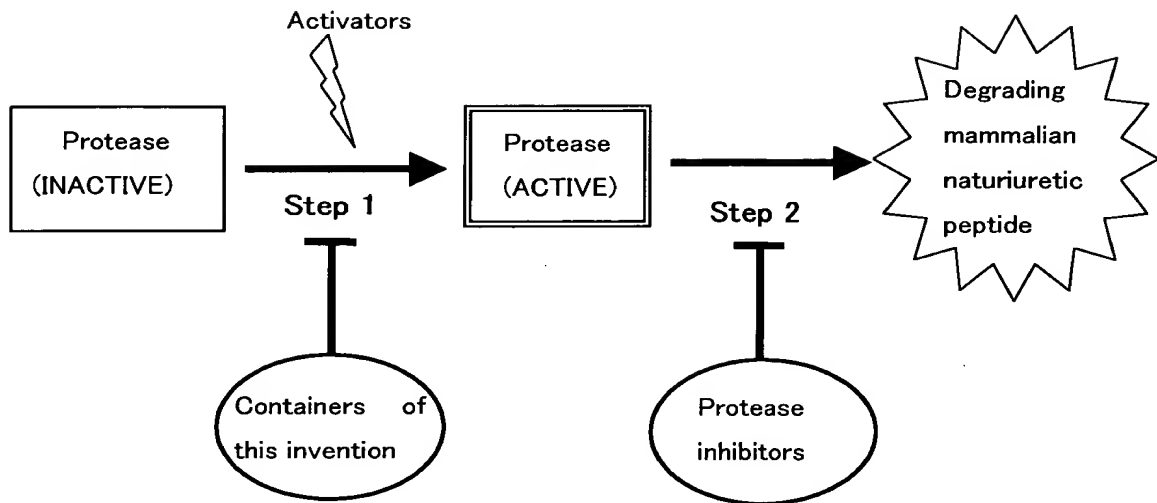 Activators
Protease
(INACTIVE)
Step 1
Protease
(ACTIVE)
Step 2
Degrading
mammalian
naturiuretic
peptide
Containers of
this invention
Protease
inhibitors